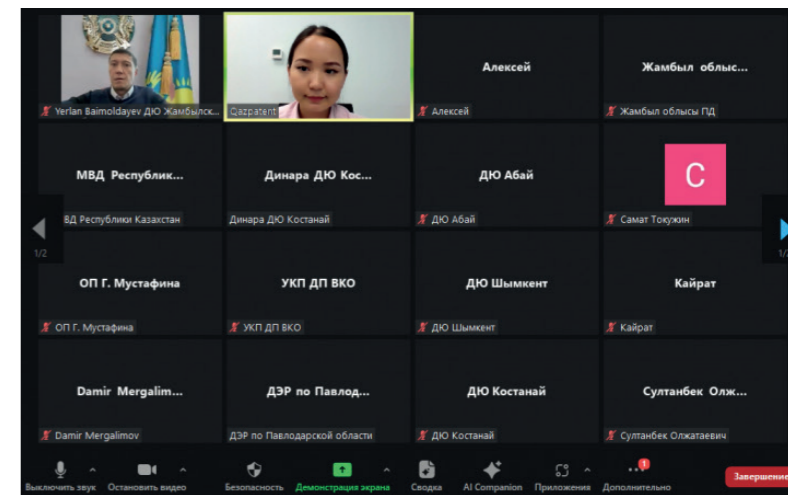 Yerlan Baimoldayev ДЮ Жамбылск...
Qazpatent
Алексей
Алексей
Жамбыл облыс...
Жамбыл облысы ПД
МВД Республик...
ВД Республики Казахстан
Динара ДЮ Кос...
Динара ДЮ Костанай
ДЮ Абай
ДЮ Абай
С
Самат Токужин
1/2
1/2
ОП Г. Мустафина
ОП Г. Мустафина
УКП ДП ВКО
УКП ДП ВКО
ДЮ Шымкент
ДЮ Шымкент
Кайрат
Кайрат
Damir Mergalim...
Damir Mergalimov
ДЭР по Павлод...
ДЭР по Павлодарской области
ДЮ Костанай
ДЮ Костанай
Султанбек Олж...
Султанбек Олжатаевич
Выключить звук
Остановить видео
Безопасность
Демонстрация экрана
Сводка
AI Companion
Приложения
1
Дополнительно
Завершение